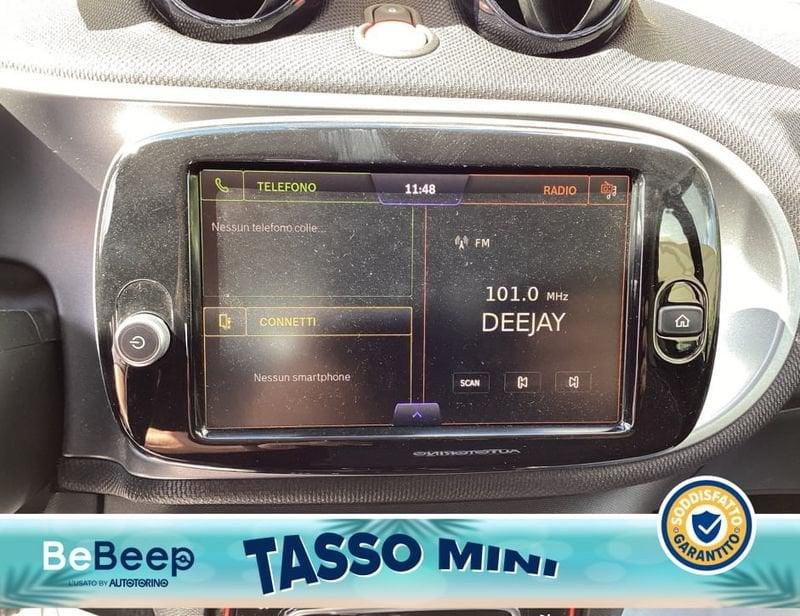 TELEFONO
11:48
RADIO
Nessun telefono colle...
FM
101.0 MHz
DEEJAY
CONNETTI
Nessun smartphone
SCAN
AUTOTORINO
BeBeep
L'USATO BY AUTOTORINO
TASSO MINI
SODDISFATTO
GARANTITO